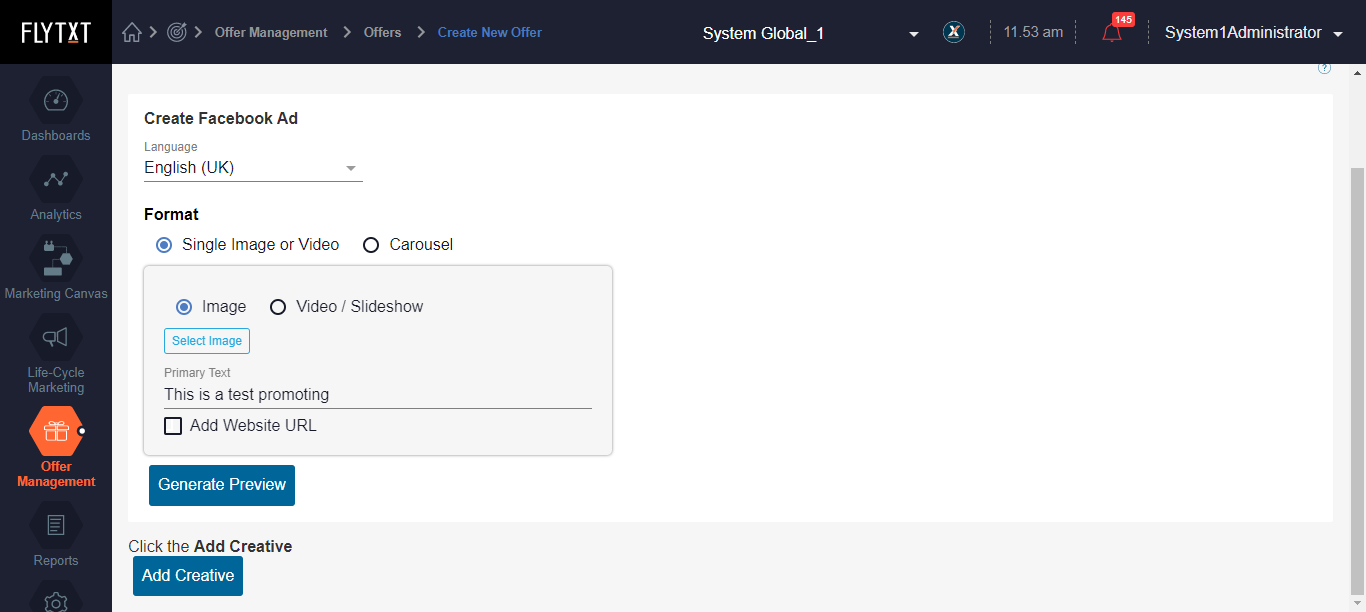 FLYTXT
Offer Management
Offers
Create New Offer
System Global_1
X
11.53 am
145
System1Administrator
?
Dashboards
Analytics
Marketing Canvas
Life-Cycle
Marketing
Offer
Management
Reports
Create Facebook Ad
Language
English (UK)
Format
Single Image or Video
Carousel
Image
Video / Slideshow
Select Image
Primary Text
This is a test promoting
Add Website URL
Generate Preview
Click the Add Creative
Add Creative